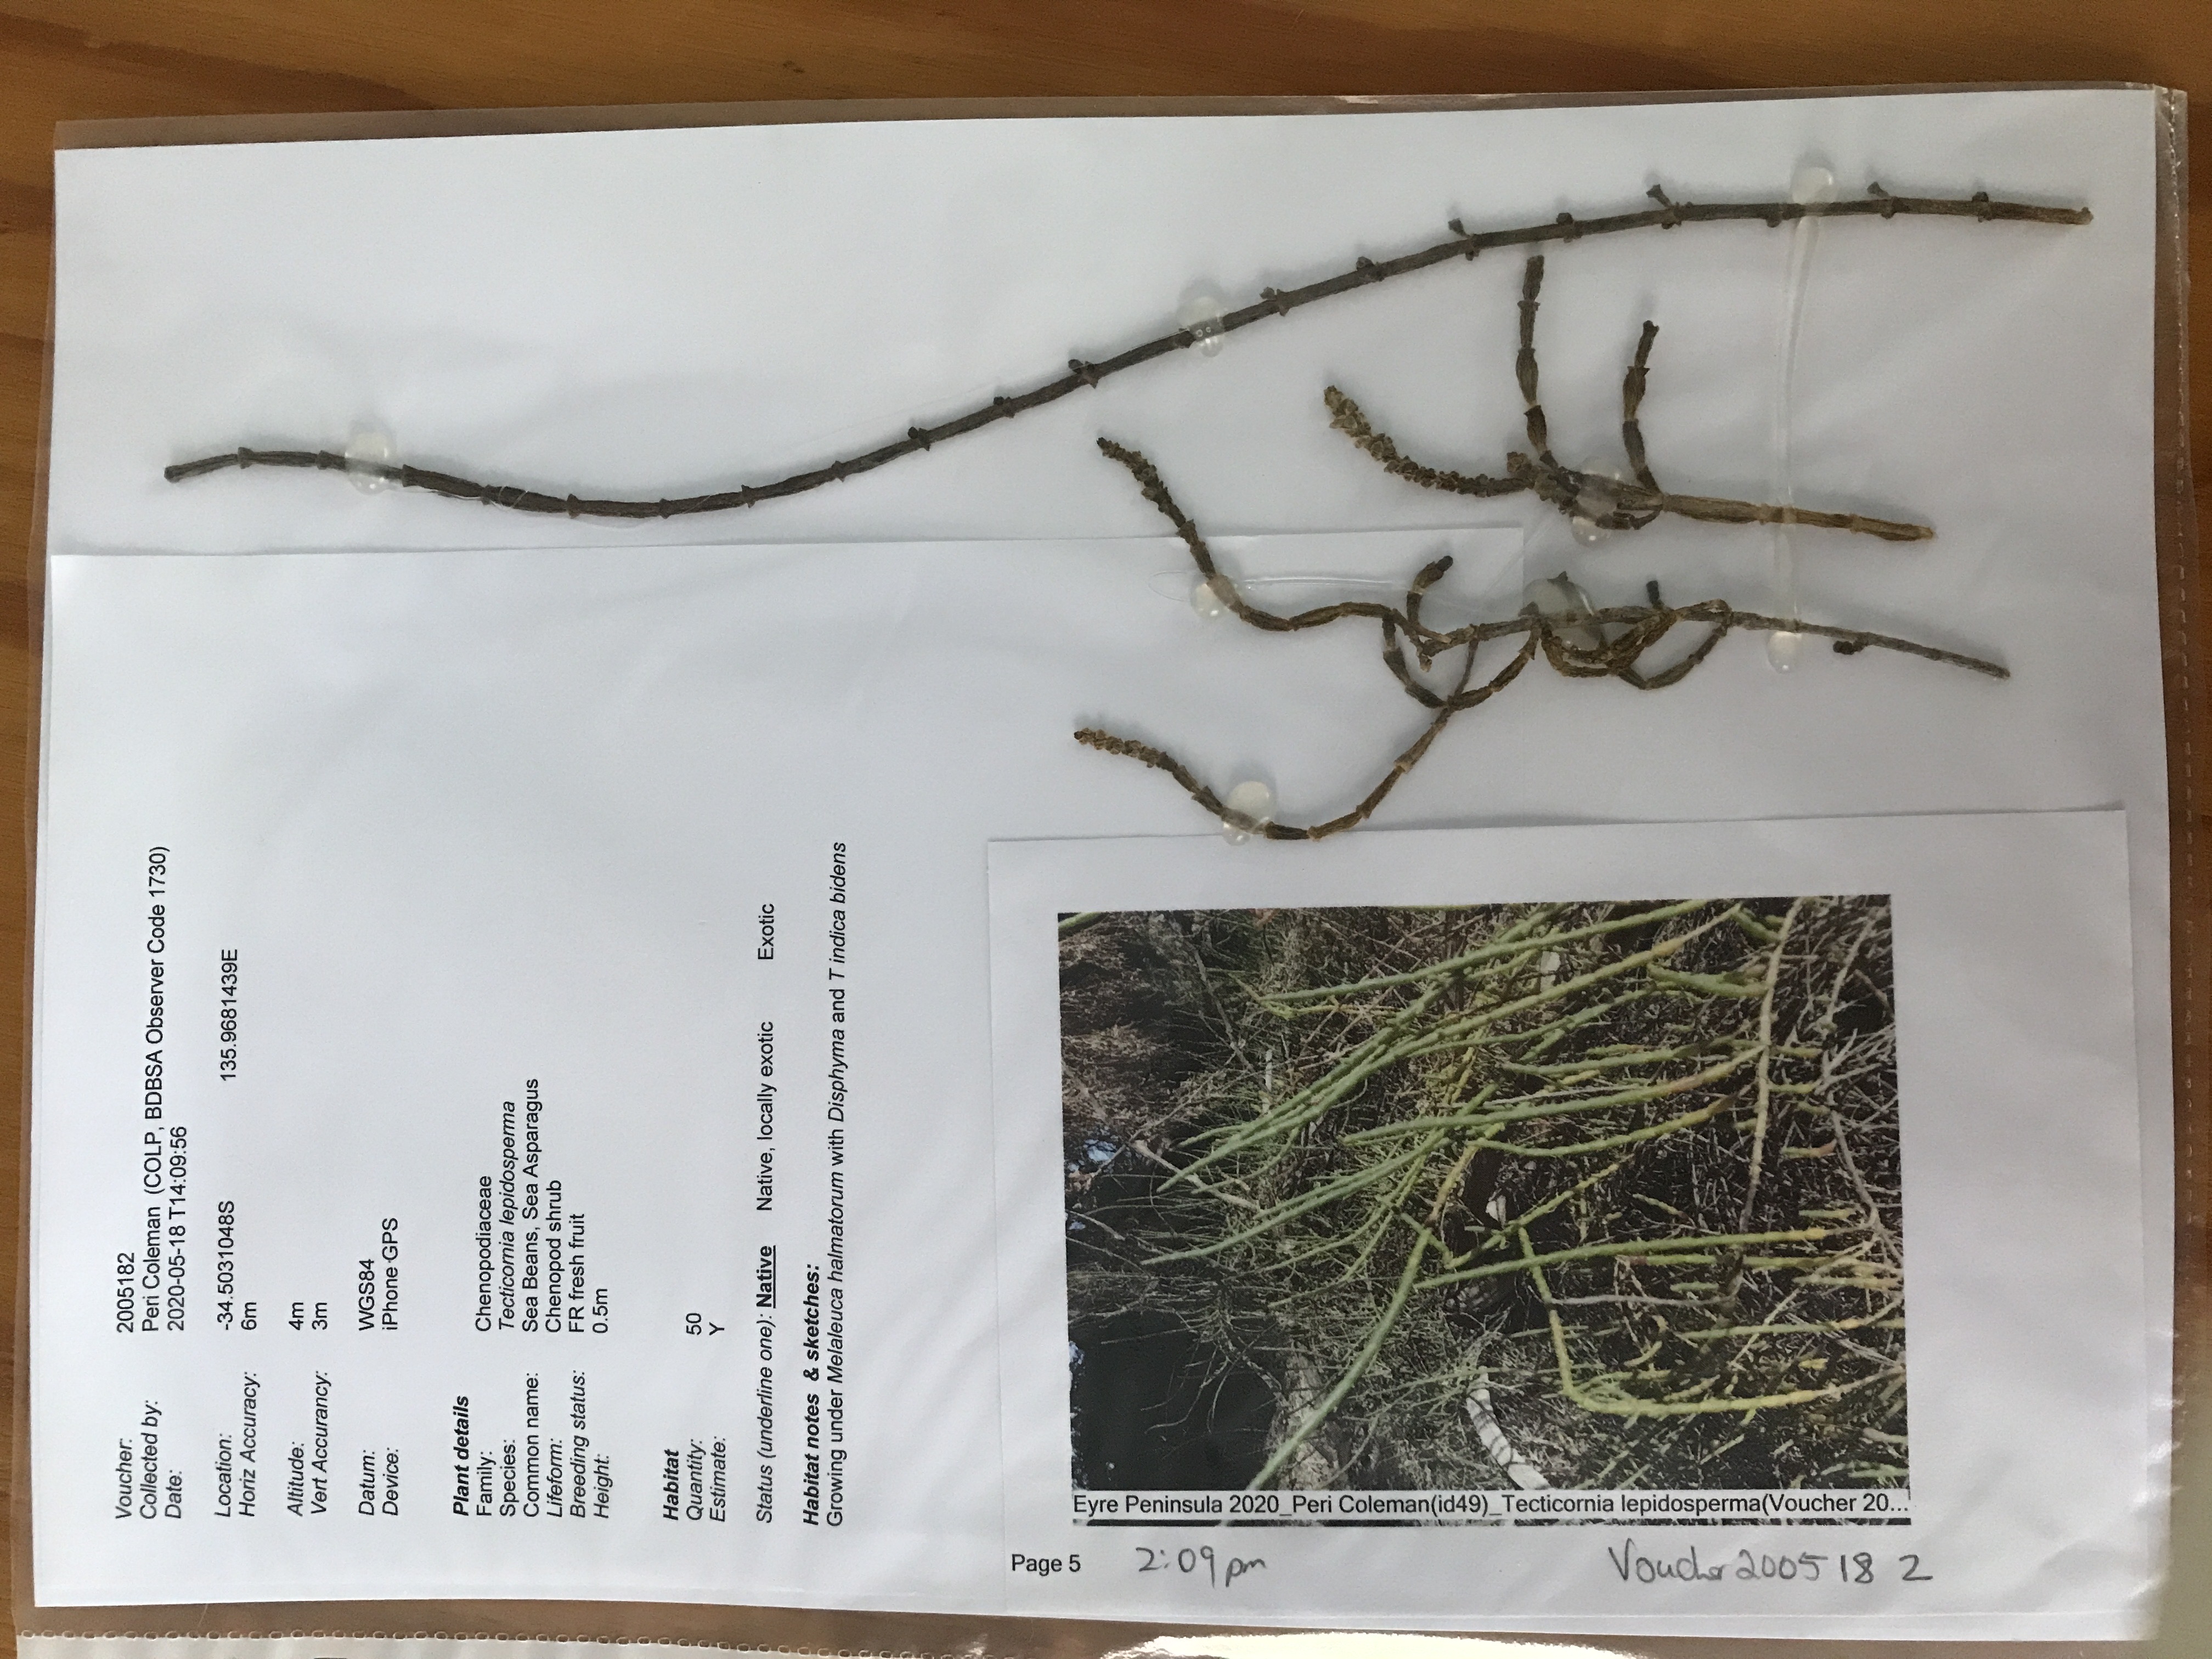 Voucher: 2005182
Collected by: Peri Coleman (COLP, BDBSA Observer Code 1730)
Date: 2020-05-18 T14:09:56
Location: -34.5031048S 135.9681439E
Horiz Accuracy: 6m
Altitude: 4m
Vert Accurancy: 3m
Datum: WGS84
Device: iPhone GPS
Plant details
Family: Chenopodiaceae
Species: Tecticornia lepidosperma
Common name: Sea Beans, Sea Asparagus
Lifeform: Chenopod shrub
Breeding status: FR fresh fruit
Height: 0.5m
Habitat
Quantity: 50
Estimate: Y
Status (underline one): Native Native, locally exotic Exotic
Habitat notes & sketches:
Growing under Melaleuca halmatorum with Disphyma and T indica bidens
Eyre Peninsula 2020_Peri Coleman(id49)_Tecticornia lepidosperma(Voucher 20...
Page 5 2:09pm Voucher 2005 18 2